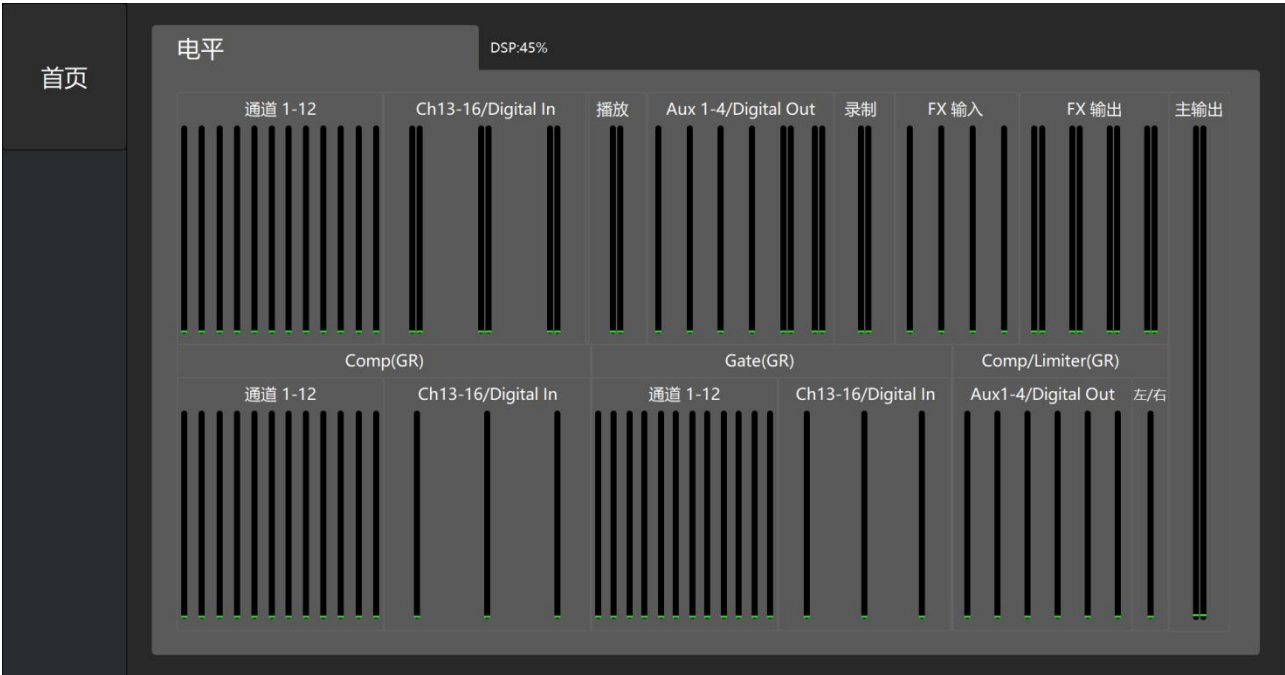 首页
电平
DSP:45%
通道 1-12
Ch13-16/Digital In
播放
Aux 1-4/Digital Out
录制
FX 输入
FX 输出
主输出
Comp(GR)
Gate(GR)
Comp/Limiter(GR)
通道 1-12
Ch13-16/Digital In
通道 1-12
Ch13-16/Digital In
Aux1-4/Digital Out
左/右